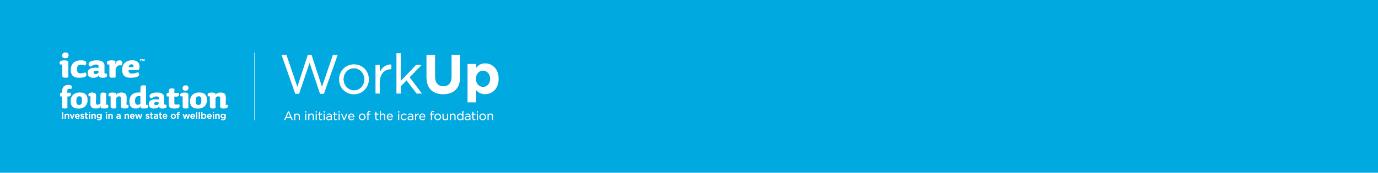 icare™
foundation
Investing in a new state of wellbeing
WorkUp
An initiative of the icare foundation